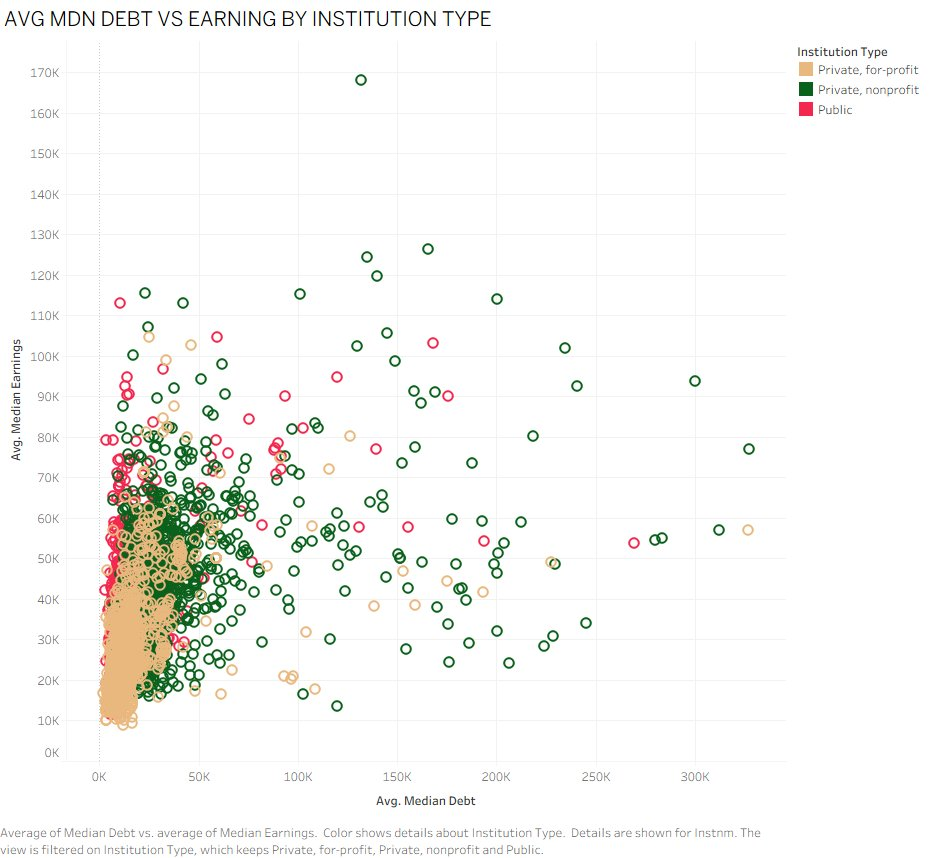 AVG MDN DEBT VS EARNING BY INSTITUTION TYPE
Institution Type
Private, for-profit
Private, nonprofit
Public
Avg. Median Earnings
170K
160K
150K
140K
130K
120K
110K
100K
90K
80K
70K
60K
50K
40K
30K
20K
10K
0K
0K 50K 100K 150K 200K 250K 300K
Avg. Median Debt
Average of Median Debt vs. average of Median Earnings. Color shows details about Institution Type. Details are shown for Instnm. The
view is filtered on Institution Type, which keeps Private, for-profit, Private, nonprofit and Public.